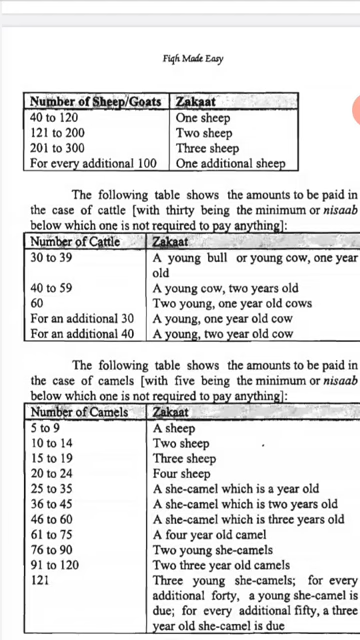 Fiqh Made Easy
Number of Sheep/Goats Zakaat
40 to 120 One sheep
121 to 200 Two sheep
201 to 300 Three sheep
For every additional 100 One additional sheep
The following table shows the amounts to be paid in
the case of cattle [with thirty being the minimum or nisaab
below which one is not required to pay anything]:
Number of Cattle Zakaat
30 to 39 A young bull or young cow, one year
old
40 to 59 A young cow, two years old
60 Two young, one year old cows
For an additional 30 A young, one year old cow
For an additional 40 A young, two year old cow
The following table shows the amounts to be paid in
the case of camels [with five being the minimum or nisaab
below which one is not required to pay anything]:
Number of Camels Zakaat
5 to 9 A sheep
10 to 14 Two sheep
15 to 19 Three sheep
20 to 24 Four sheep
25 to 35 A she-camel which is a year old
36 to 45 A she-camel which is two years old
46 to 60 A she-camel which is three years old
61 to 75 A four year old camel
76 to 90 Two young she-camels
91 to 120 Two three year old camels
121 Three young she-camels; for every
additional forty, a young she-camel is
due; for every additional fifty, a three
year old she-camel is due